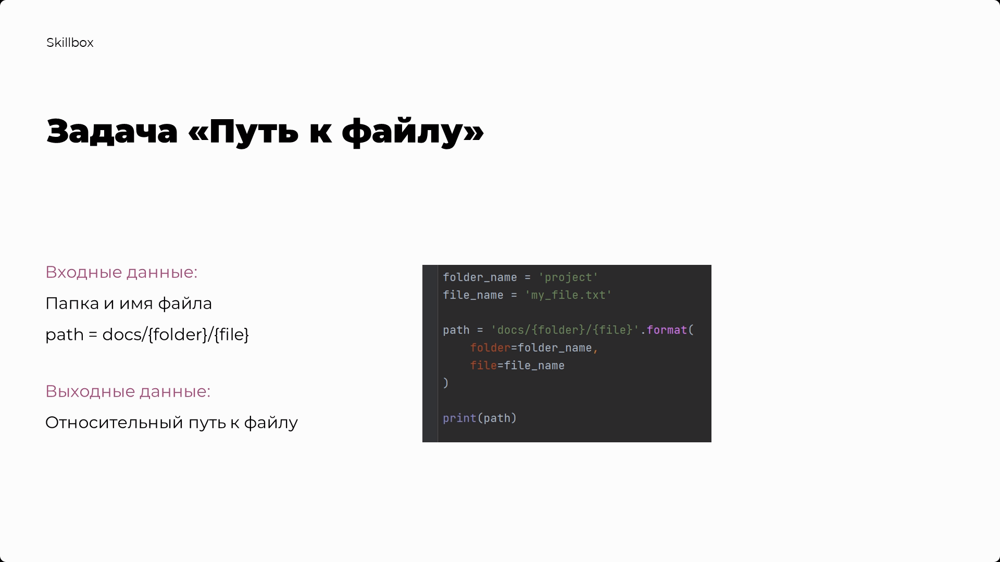 Skillbox
Задача «Путь к файлу»
Входные данные:
Папка и имя файла
path = docs/{folder}/{file}
Выходные данные:
Относительный путь к файлу
folder_name = 'project'
file_name = 'my_file.txt'
path = 'docs/{folder}/{file}'.format(
    folder=folder_name,
    file=file_name
)
print(path)